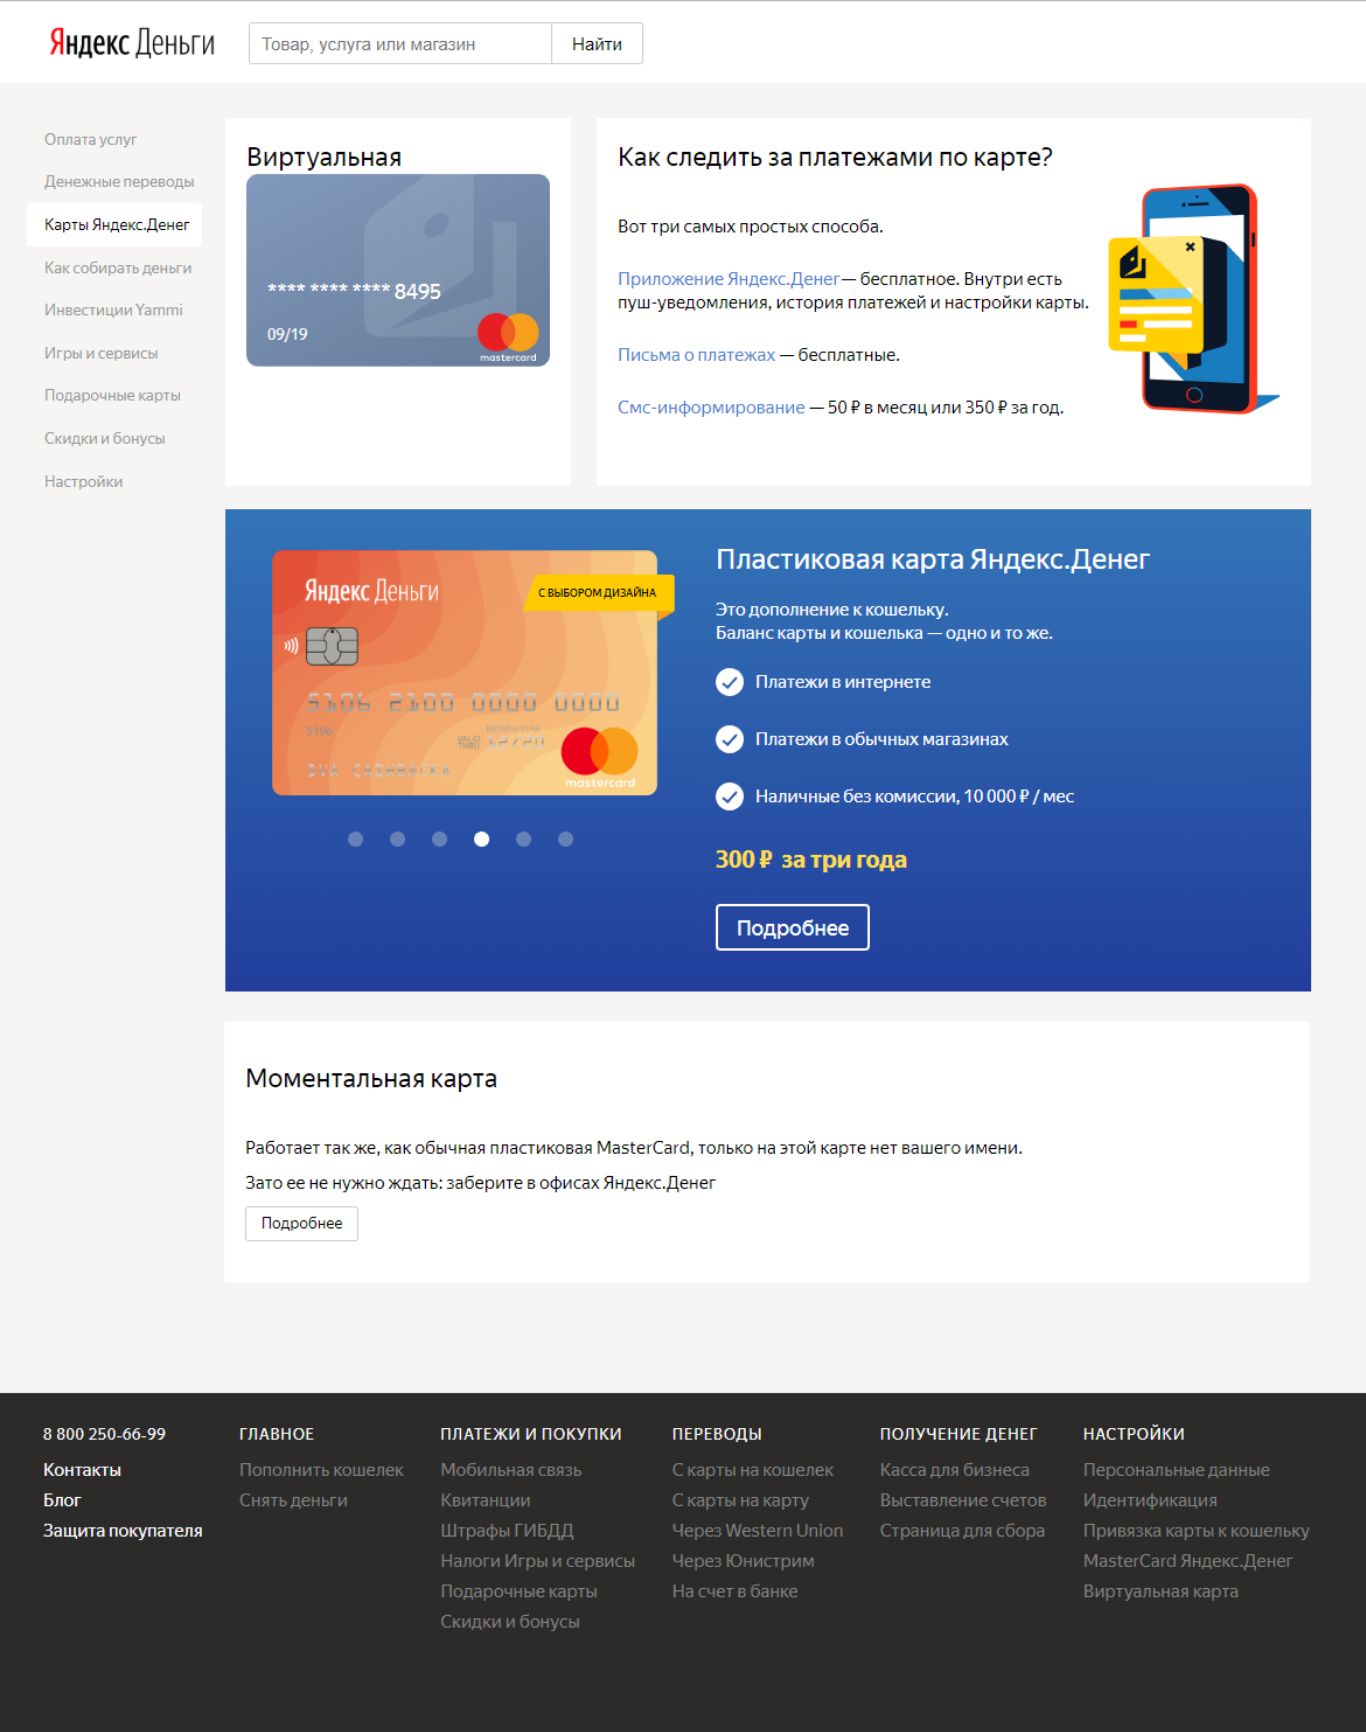 Яндекс Деньги
Товар, услуга или магазин
Найти
Оплата услуг
Денежные переводы
Карты Яндекс.Денег
Как собирать деньги
Инвестиции Yammi
Игры и сервисы
Подарочные карты
Скидки и бонусы
Настройки
Виртуальная
**** **** **** 8495
09/19
mastercard
Как следить за платежами по карте?
Вот три самых простых способа.
Приложение Яндекс.Денег— бесплатное. Внутри есть
пуш-уведомления, история платежей и настройки карты.
Письма о платежах — бесплатные.
Смс-информирование — 50 ₽ в месяц или 350 ₽ за год.
Яндекс Деньги
С ВЫБОРОМ ДИЗАЙНА
5106 2100 0000 0000
5106
MONTH/YEAR
VALID THRU 12/20
DVA CASHBACKA
mastercard
Пластиковая карта Яндекс.Денег
Это дополнение к кошельку.
Баланс карты и кошелька — одно и то же.
Платежи в интернете
Платежи в обычных магазинах
Наличные без комиссии, 10 000 ₽ / мес
300 ₽ за три года
Подробнее
Моментальная карта
Работает так же, как обычная пластиковая MasterCard, только на этой карте нет вашего имени.
Зато ее не нужно ждать: заберите в офисах Яндекс.Денег
Подробнее
8 800 250-66-99
Контакты
Блог
Защита покупателя
ГЛАВНОЕ
Пополнить кошелек
Снять деньги
ПЛАТЕЖИ И ПОКУПКИ
Мобильная связь
Квитанции
Штрафы ГИБДД
Налоги Игры и сервисы
Подарочные карты
Скидки и бонусы
ПЕРЕВОДЫ
С карты на кошелек
С карты на карту
Через Western Union
Через Юнистрим
На счет в банке
ПОЛУЧЕНИЕ ДЕНЕГ
Касса для бизнеса
Выставление счетов
Страница для сбора
НАСТРОЙКИ
Персональные данные
Идентификация
Привязка карты к кошельку
MasterCard Яндекс.Денег
Виртуальная карта